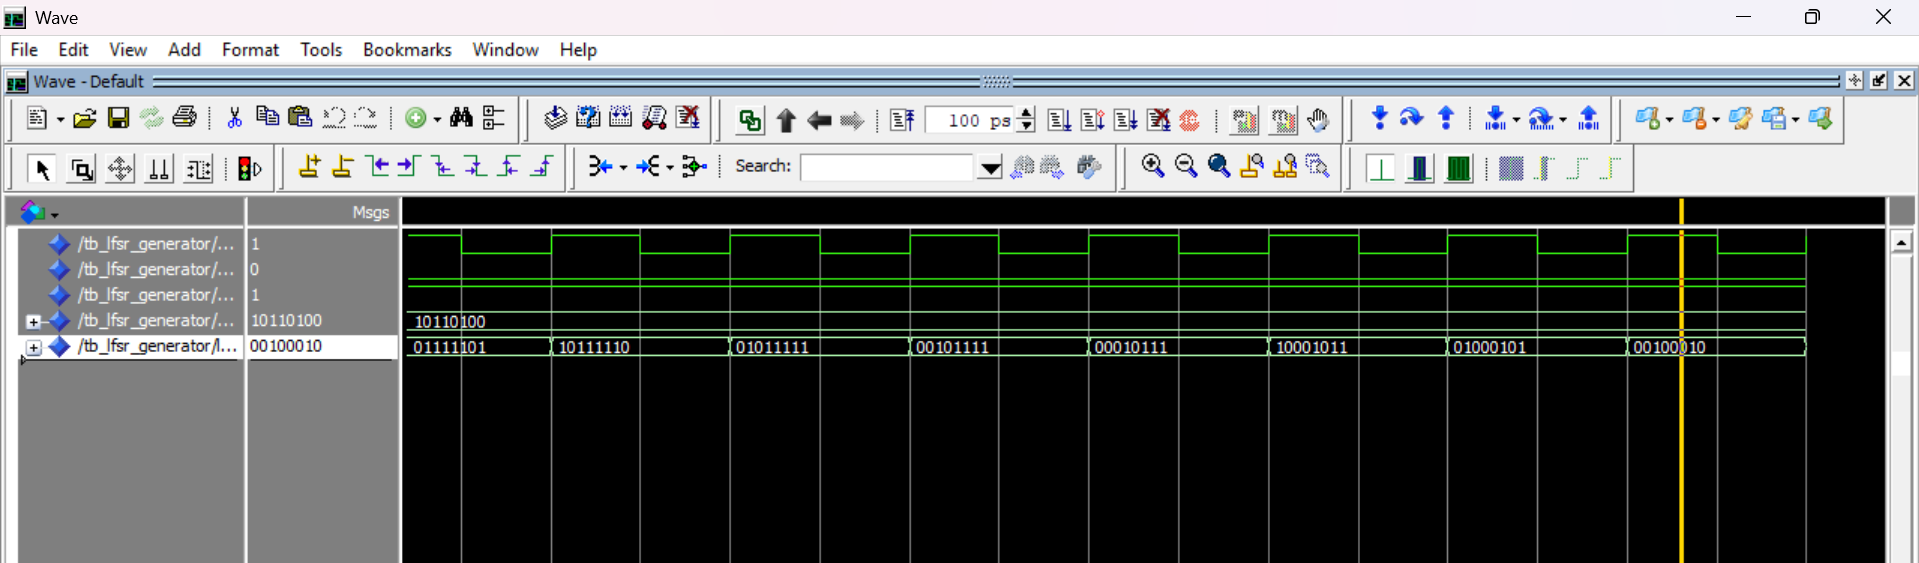 Wave
File Edit View Add Format Tools Bookmarks Window Help
Wave - Default
100 ps
Search:
Msgs
/tb_lfsr_generator/... 1
/tb_lfsr_generator/... 0
/tb_lfsr_generator/... 1
/tb_lfsr_generator/... 10110100 10110100
/tb_lfsr_generator/l... 00100010 01111101 10111110 01011111 00101111 00010111 10001011 01000101 00100010